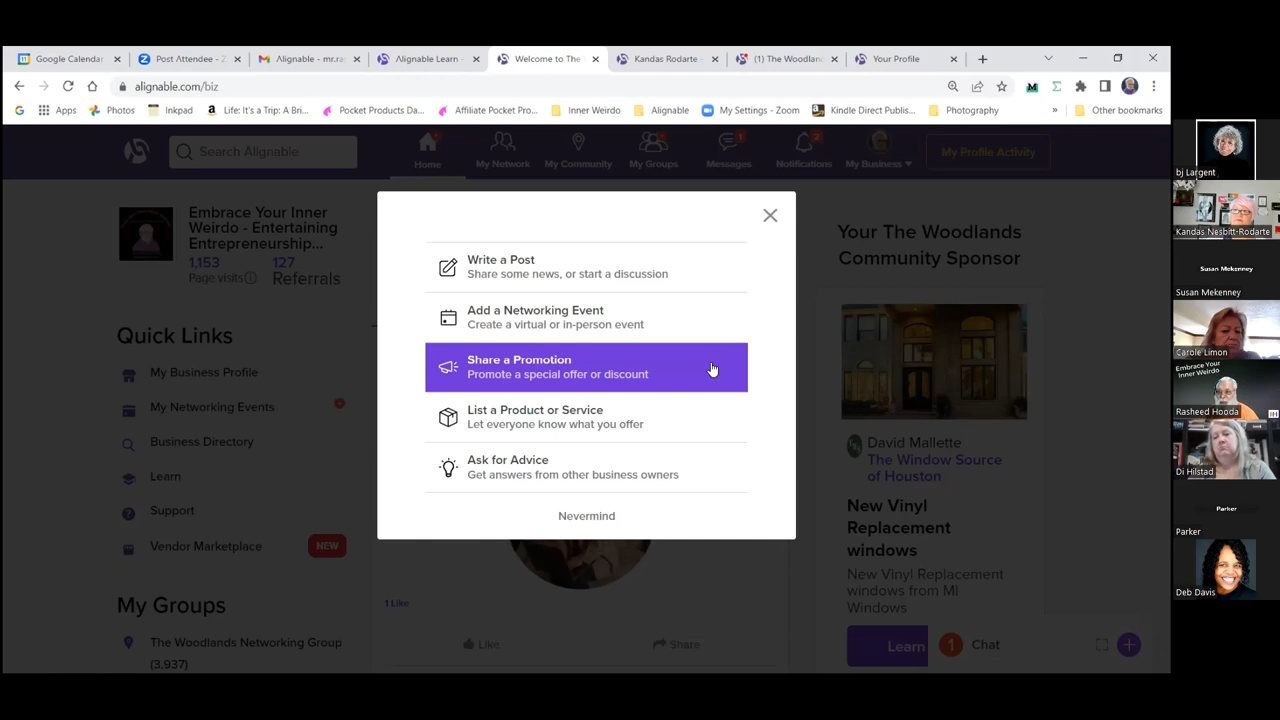 Google Calendar
Post Attendee - Z
Alignable - mr.ra
Alignable Learn -
Welcome to The
Kandas Rodarte -
(1) The Woodlan
Your Profile
alignable.com/biz
Apps
Photos
Inkpad
Life: It's a Trip: A Bri...
Pocket Products Da...
Affiliate Pocket Pro...
Inner Weirdo
Alignable
My Settings - Zoom
Kindle Direct Publis...
Photography
»
Other bookmarks
Search Alignable
Home
My Network
My Community
My Groups
1
Messages
2
Notifications
My Business
My Profile Activity
Embrace Your Inner
Weirdo - Entertaining
Entrepreneurship...
1,153
127
Page visits
Referrals
Quick Links
My Business Profile
My Networking Events
Business Directory
Learn
Support
Vendor Marketplace
NEW
My Groups
The Woodlands Networking Group
(3,937)
Write a Post
Share some news, or start a discussion
Add a Networking Event
Create a virtual or in-person event
Share a Promotion
Promote a special offer or discount
List a Product or Service
Let everyone know what you offer
Ask for Advice
Get answers from other business owners
Nevermind
1 Like
Like
Share
Your The Woodlands
Community Sponsor
David Mallette
The Window Source
of Houston
New Vinyl
Replacement
windows
New Vinyl Replacement
windows from MI
Windows
Learn
1
Chat
bj Largent
Kandas Nesbitt-Rodarte
Susan Mekenney
Susan Mekenney
Carole Limon
Embrace Your
Inner Weirdo
Rasheed Hooda
Di Hilstad
Parker
Parker
Deb Davis